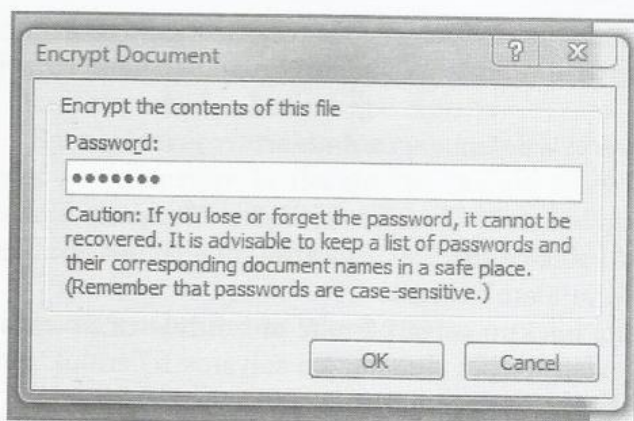 Encrypt Document
Encrypt the contents of this file
Password:
•••••••
Caution: If you lose or forget the password, it cannot be
recovered. It is advisable to keep a list of passwords and
their corresponding document names in a safe place.
(Remember that passwords are case-sensitive.)
OK
Cancel